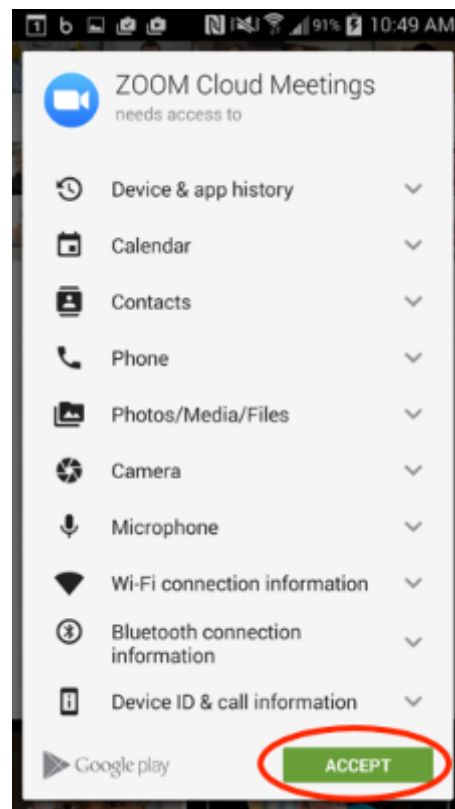 91% 10:49 AM
ZOOM Cloud Meetings
needs access to
Device & app history
Calendar
Contacts
Phone
Photos/Media/Files
Camera
Microphone
Wi-Fi connection information
Bluetooth connection
information
Device ID & call information
Google play ACCEPT